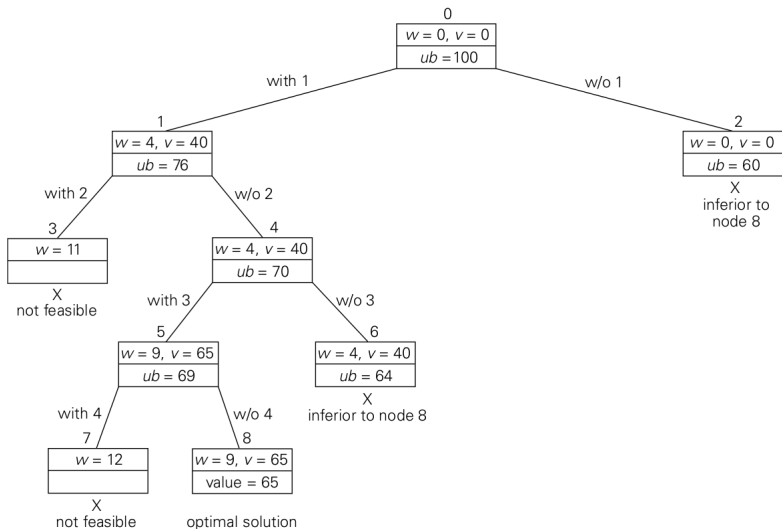 0
w = 0, v = 0
ub = 100
with 1
w/o 1
1
w = 4, v = 40
ub = 76
2
w = 0, v = 0
ub = 60
X
inferior to
node 8
with 2
w/o 2
3
w = 11
X
not feasible
4
w = 4, v = 40
ub = 70
with 3
w/o 3
5
w = 9, v = 65
ub = 69
6
w = 4, v = 40
ub = 64
X
inferior to node 8
with 4
w/o 4
7
w = 12
X
not feasible
8
w = 9, v = 65
value = 65
optimal solution